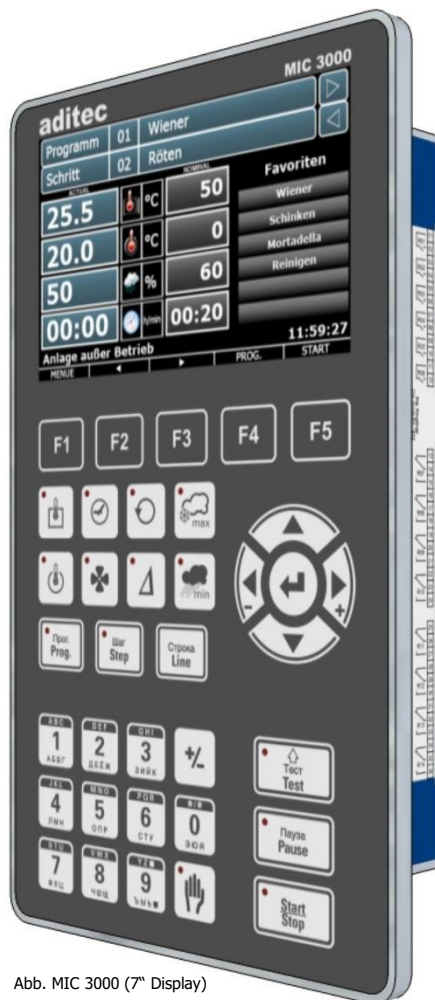 MIC 3000
aditec
Programm 01 Wiener
Schritt 02 Röten
ACTUAL NOMINAL Favoriten
25.5 °C 50 Wiener
20.0 °C 0 Schinken
50 % 60 Mortadella
00:00 h/min 00:20 Reinigen
Anlage außer Betrieb 11:59:27
MENUE PROG. START
F1 F2 F3 F4 F5
max
min
Прог. Шаг Строка
Prog. Step Line
ABC DEF GHI
1 2 3 +/-
АБВГ ДЕЁЖ ЗИЙК
JKL MNO PQR
4 5 6 0
ЛМН ОПР СТУ ЭЮЯ
STU VWX YZ
7 8 9
ФХЦ ЧШЩ ЪЫЬ
Тест
Test
Пауза
Pause
Start
Stop
Abb. MIC 3000 (7“ Display)